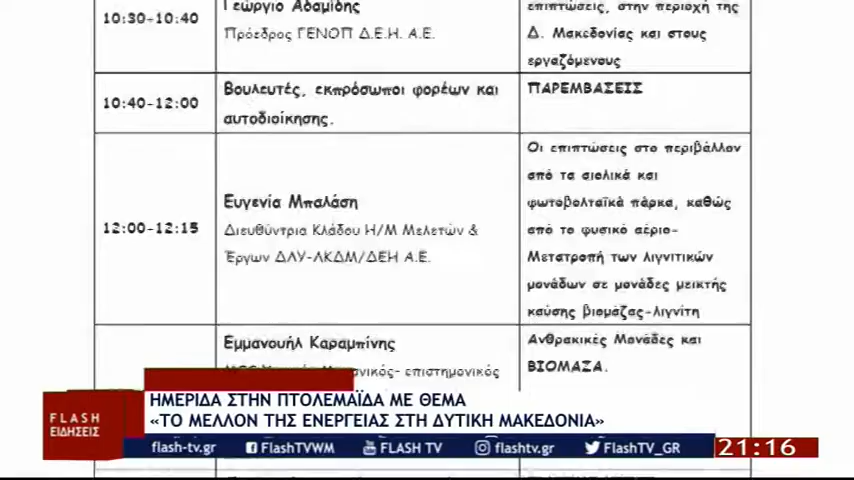 Γεώργιο Αδαμίδης
10:30-10:40
Πρόεδρος ΓΕΝΟΠ Δ.Ε.Η. Α.Ε.
επιπτώσεις, στην περιοχή της
Δ. Μακεδονίας και στους
εργαζόμενους
10:40-12:00
Βουλευτές, εκπρόσωποι φορέων και
αυτοδιοίκησης.
ΠΑΡΕΜΒΑΣΕΙΣ
12:00-12:15
Ευγενία Μπαλάση
Διευθύντρια Κλάδου Η/Μ Μελετών &
Έργων ΔΛΥ-ΛΚΔΜ/ΔΕΗ Α.Ε.
Οι επιπτώσεις στο περιβάλλον
από τα αιολικά και
φωτοβολταϊκά πάρκα, καθώς
από το φυσικό αέριο-
Μετατροπή των λιγνιτικών
μονάδων σε μονάδες μεικτής
καύσης βιομάζας-λιγνίτη
Εμμανουήλ Καραμπίνης
επιστημονικός
Ανθρακικές Μονάδες και
ΒΙΟΜΑΖΑ.
FLASH
ΕΙΔΗΣΕΙΣ
ΗΜΕΡΙΔΑ ΣΤΗΝ ΠΤΟΛΕΜΑΪΔΑ ΜΕ ΘΕΜΑ
«ΤΟ ΜΕΛΛΟΝ ΤΗΣ ΕΝΕΡΓΕΙΑΣ ΣΤΗ ΔΥΤΙΚΗ ΜΑΚΕΔΟΝΙΑ»
flash-tv.gr FlashTVWM FLASH TV flashtv.gr FlashTV_GR 21:16